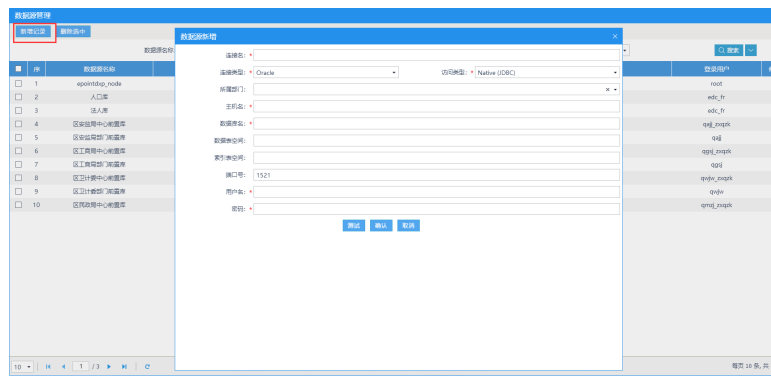 数据源管理
新增记录 删除选中
数据源名称
搜索
序 数据源名称 登录用户
1 epointdxp_node root
2 人口库 edc_fr
3 法人库 edc_fr
4 区安监局中心前置库 qajj_zxqzk
5 区安监局部门前置库 qajj
6 区工商局中心前置库 qgsj_zxqzk
7 区工商局部门前置库 qgsj
8 区卫计委中心前置库 qwjw_zxqzk
9 区卫计委部门前置库 qwjw
10 区民政局中心前置库 qmzj_zxqzk
数据源新增 ×
连接名: *
连接类型: * Oracle 访问类型: * Native (JDBC)
所属部门:
主机名: *
数据库名: *
数据表空间:
索引表空间:
端口号: 1521
用户名: *
密码: *
测试 确认 取消
10 1 /3 每页 10 条, 共